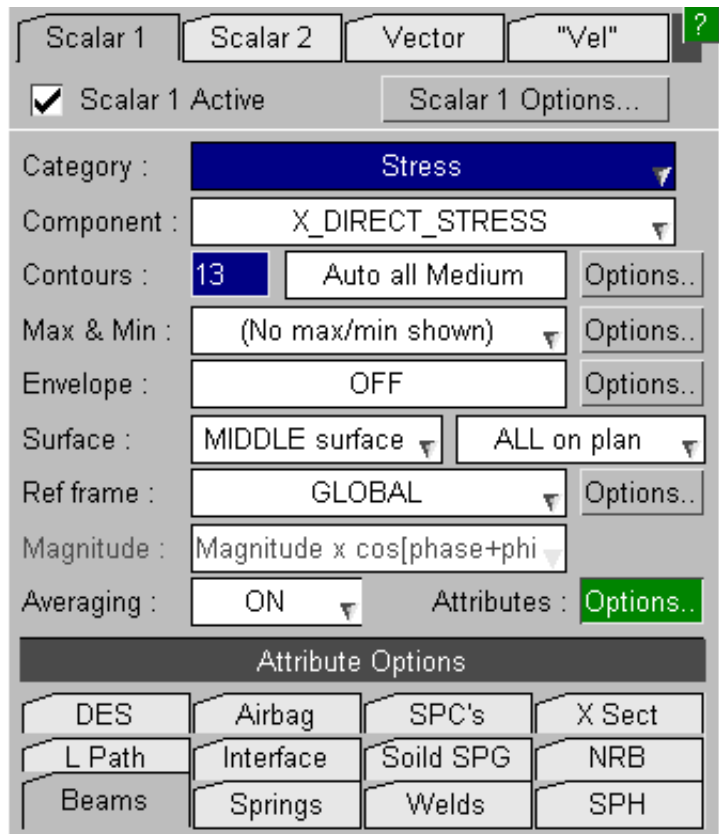 Scalar 1 Scalar 2 Vector "Vel" ?
Scalar 1 Active Scalar 1 Options...
Category : Stress
Component : X_DIRECT_STRESS
Contours : 13 Auto all Medium Options..
Max & Min : (No max/min shown) Options..
Envelope : OFF Options..
Surface : MIDDLE surface ALL on plan
Ref frame : GLOBAL Options..
Magnitude : Magnitude x cos[phase+phi
Averaging : ON Attributes : Options..
Attribute Options
DES Airbag SPC's X Sect
L Path Interface Soild SPG NRB
Beams Springs Welds SPH